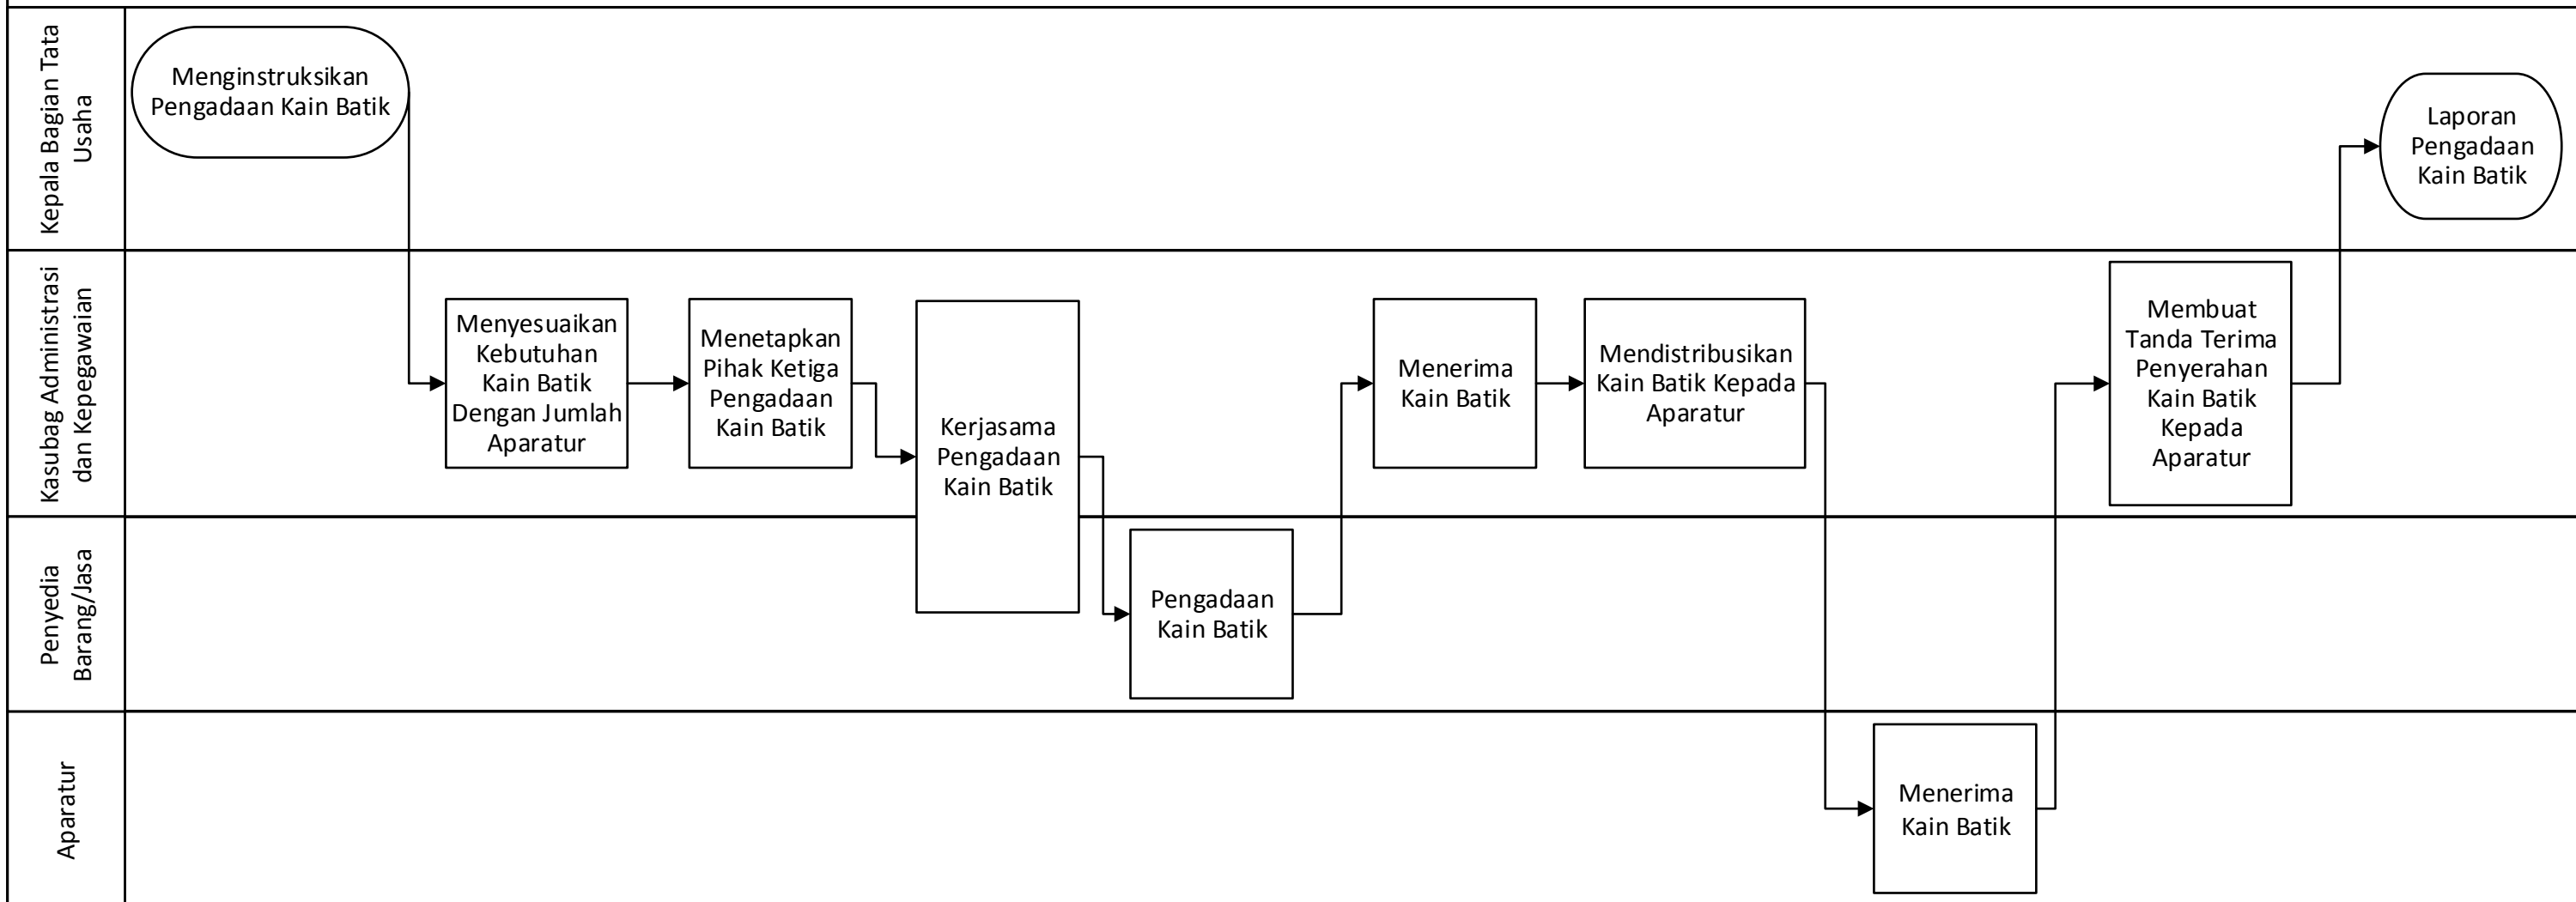 Kepala Bagian Tata
Usaha
Menginstruksikan
Pengadaan Kain Batik
Laporan
Pengadaan
Kain Batik
Kasubag Administrasi
dan Kepegawaian
Menyesuaikan
Kebutuhan
Kain Batik
Dengan Jumlah
Aparatur
Menetapkan
Pihak Ketiga
Pengadaan
Kain Batik
Kerjasama
Pengadaan
Kain Batik
Menerima
Kain Batik
Mendistribusikan
Kain Batik Kepada
Aparatur
Membuat
Tanda Terima
Penyerahan
Kain Batik
Kepada
Aparatur
Penyedia
Barang/Jasa
Pengadaan
Kain Batik
Aparatur
Menerima
Kain Batik